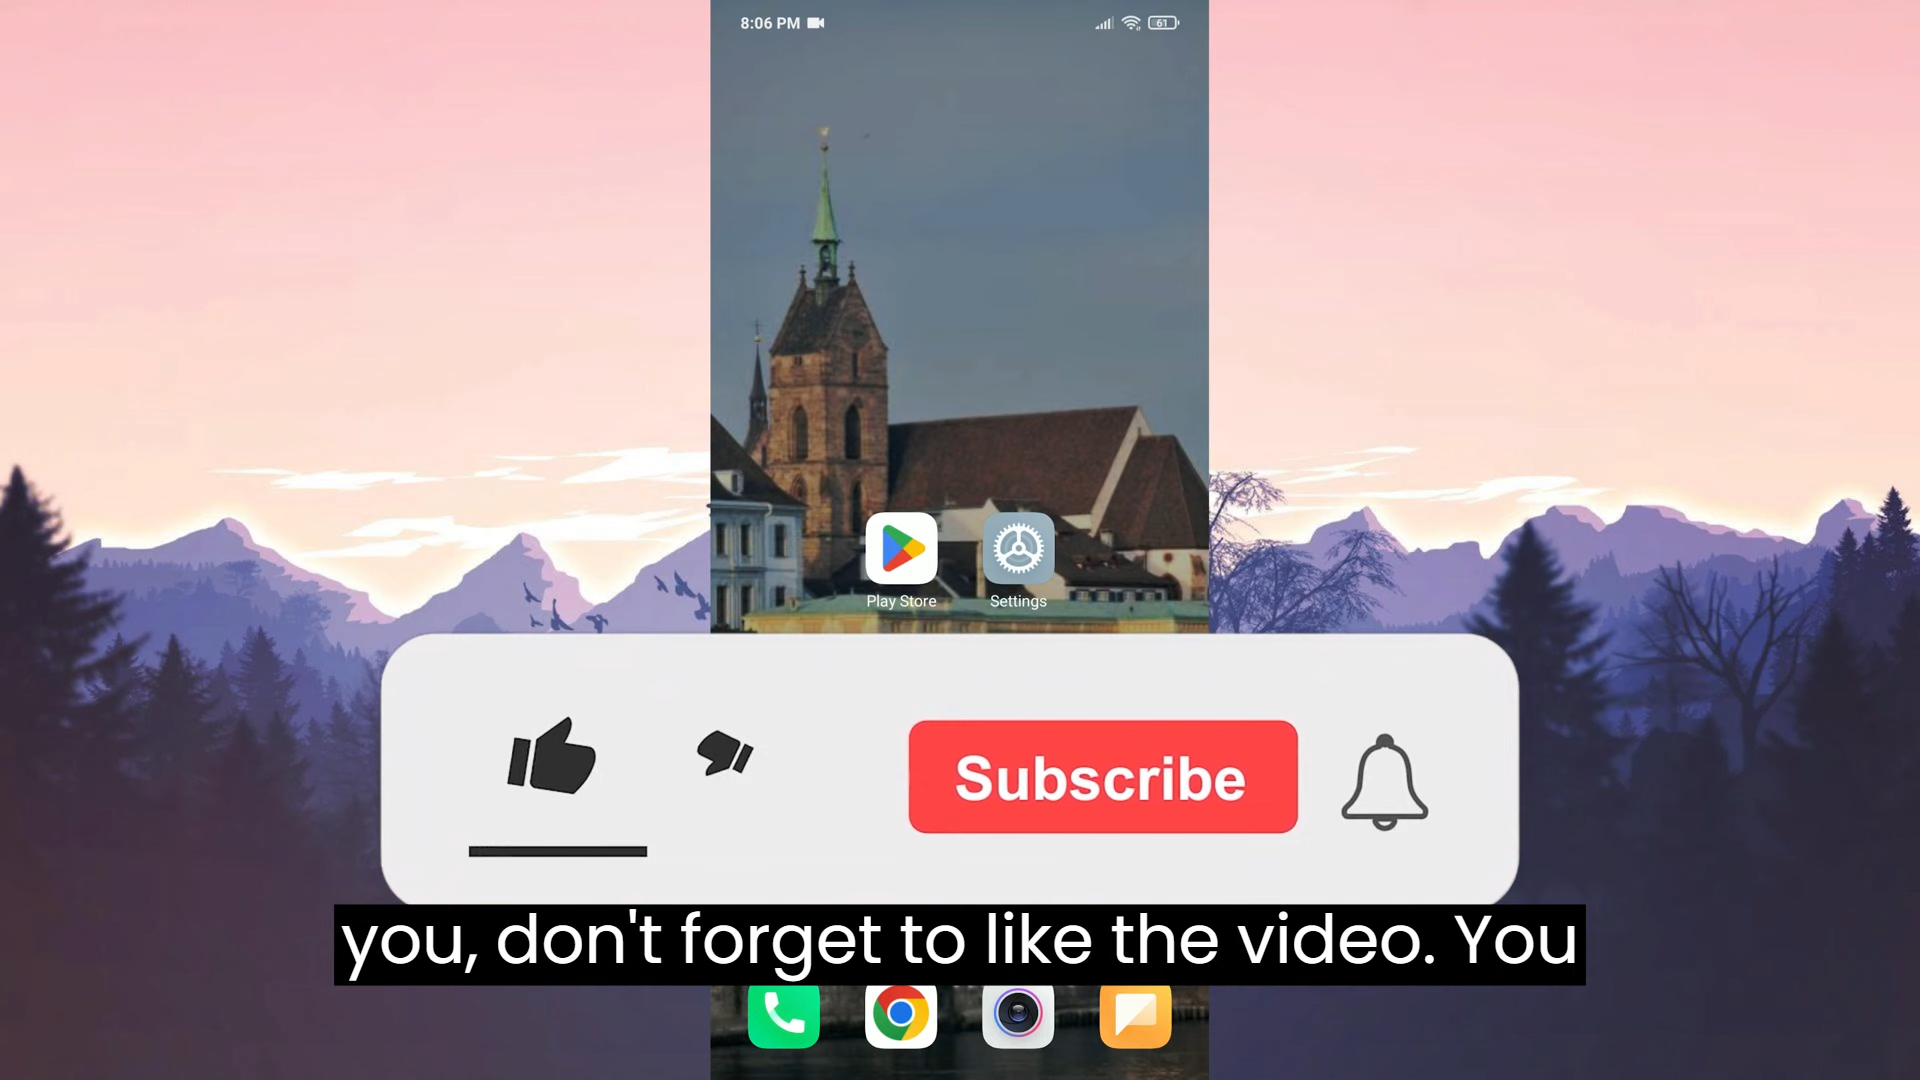 8:06 PM
61
Play Store
Settings
Subscribe
you, don't forget to like the video. You